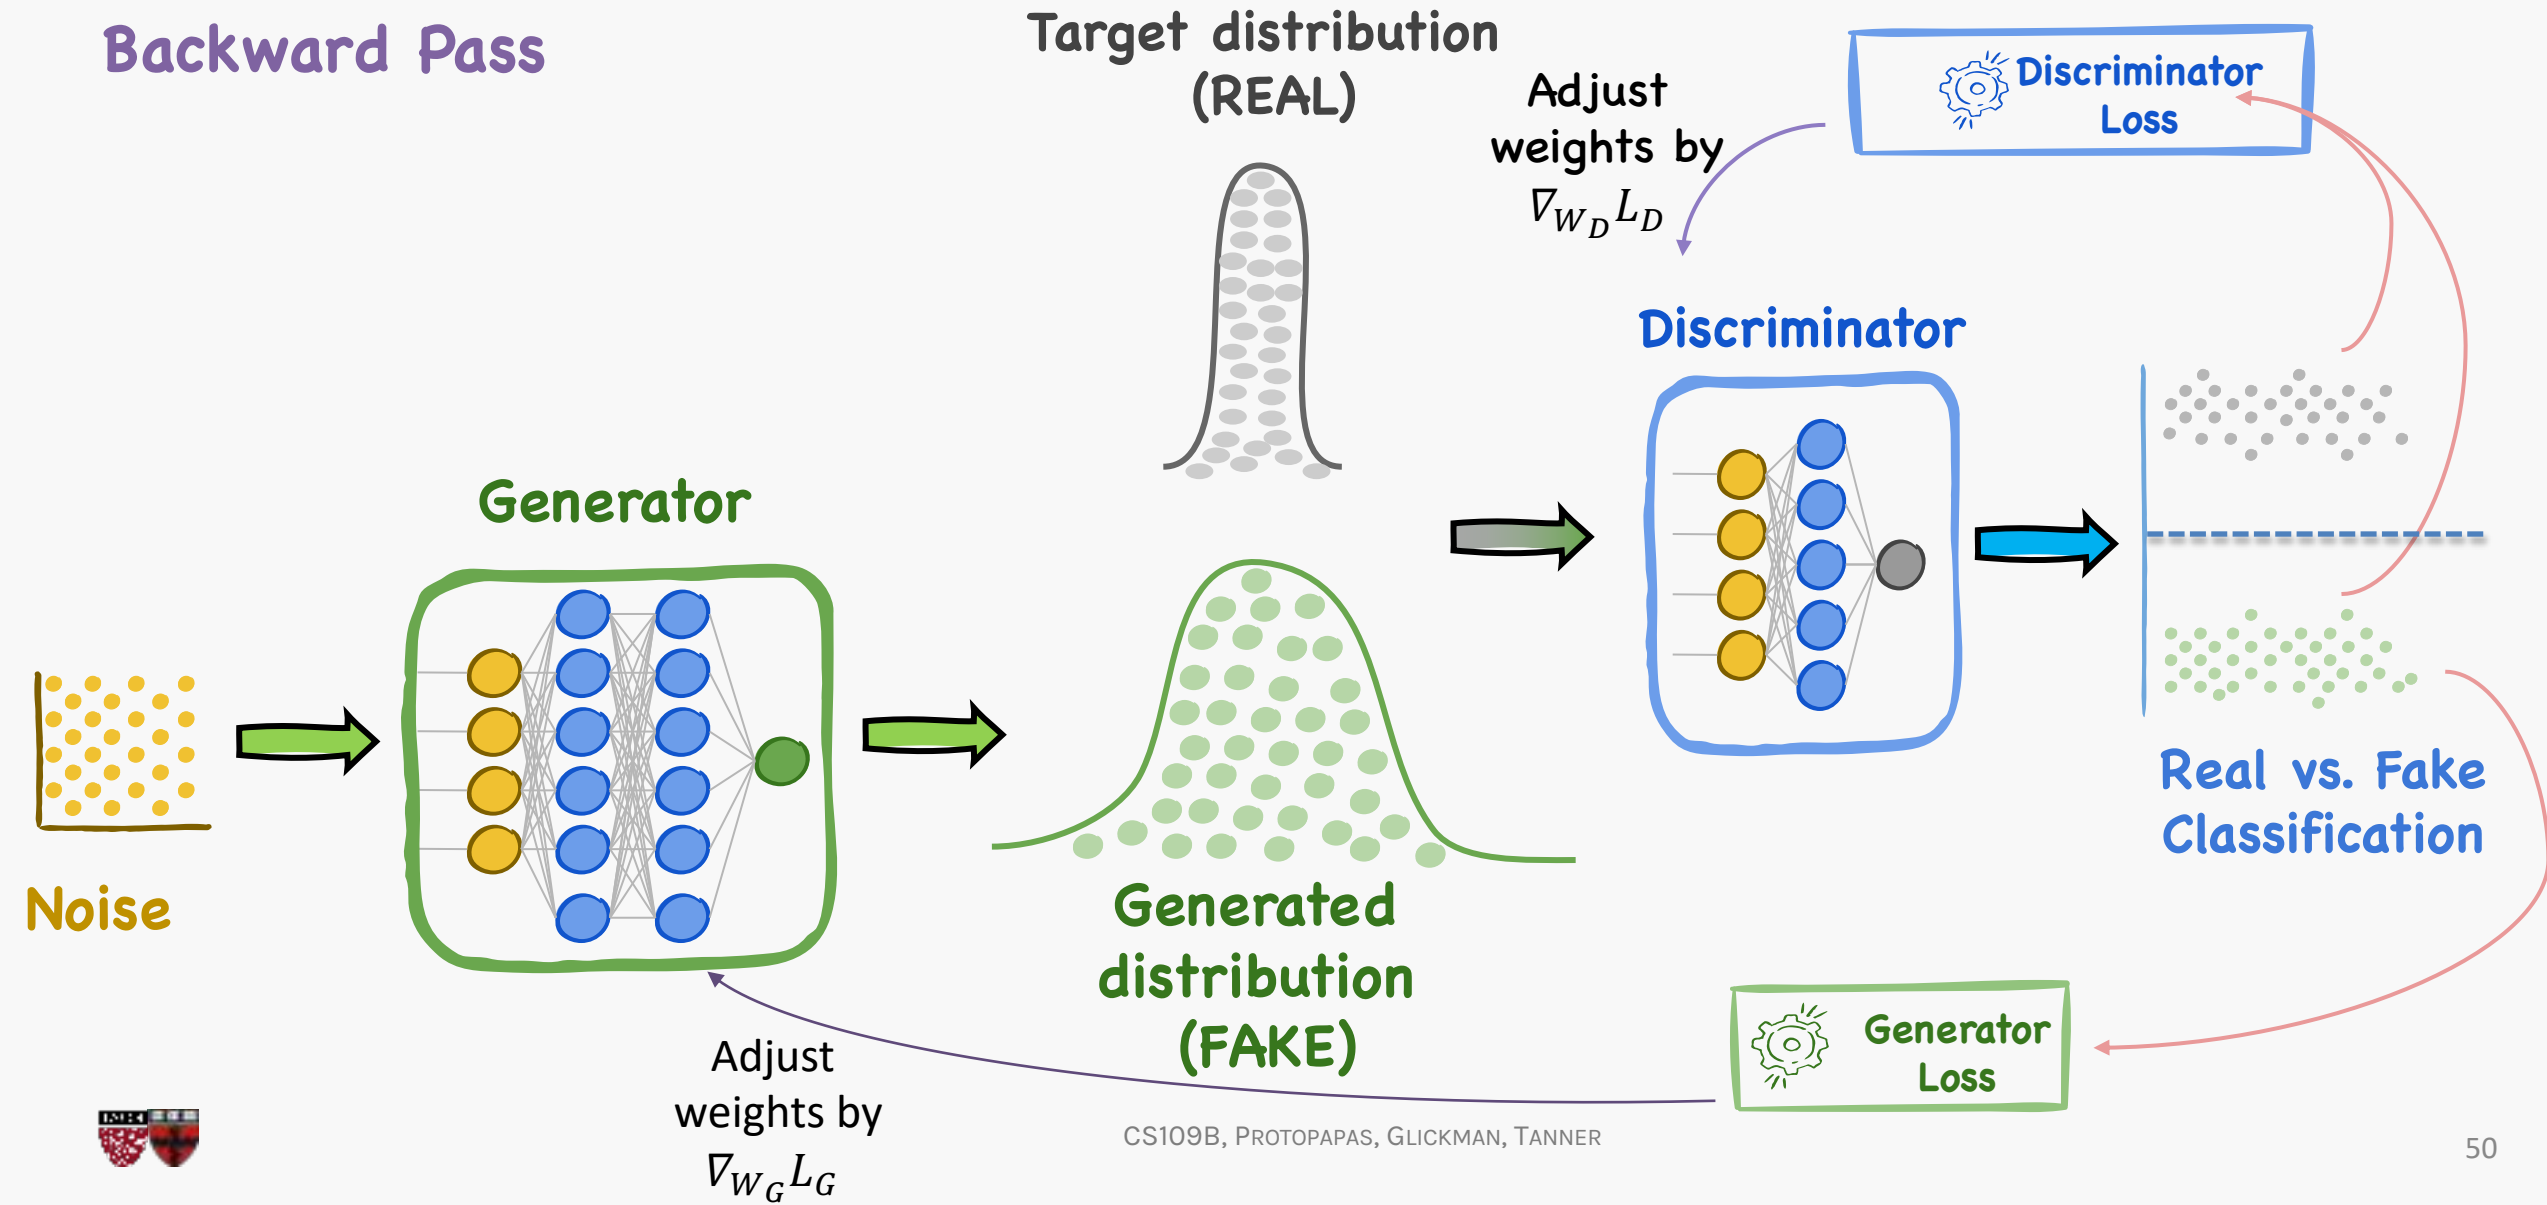 Backward Pass
Target distribution
(REAL)
Adjust
weights by
∇_{W_D} L_D
Discriminator
Loss
Discriminator
Generator
Noise
Generated
distribution
(FAKE)
Real vs. Fake
Classification
Generator
Loss
Adjust
weights by
∇_{W_G} L_G
CS109B, PROTOPAPAS, GLICKMAN, TANNER
50